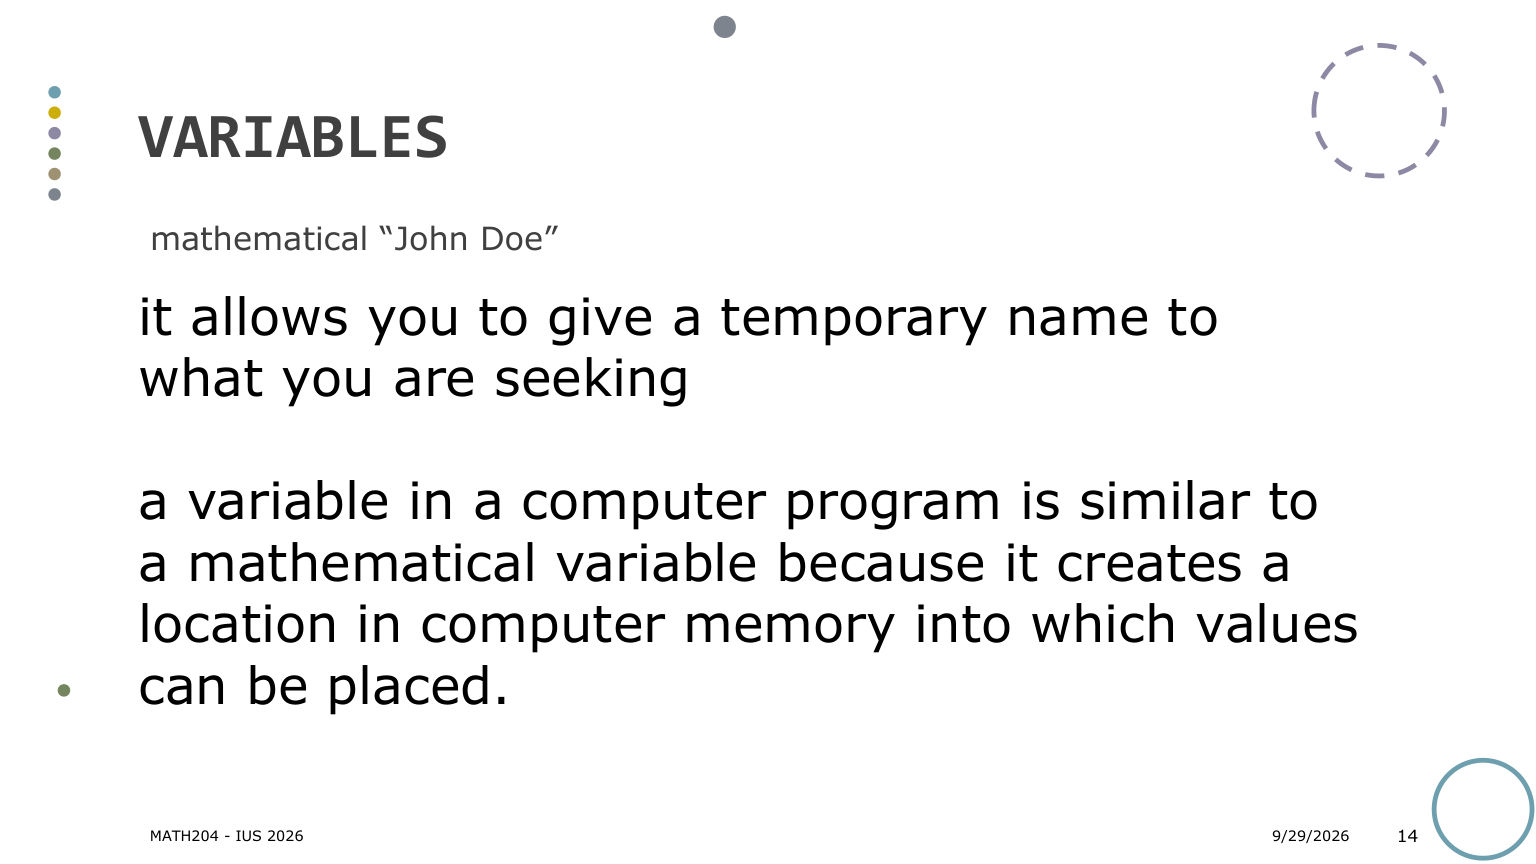 VARIABLES
mathematical “John Doe”
it allows you to give a temporary name to
what you are seeking
a variable in a computer program is similar to
a mathematical variable because it creates a
location in computer memory into which values
can be placed.
MATH204 - IUS 2026
9/29/2026
14